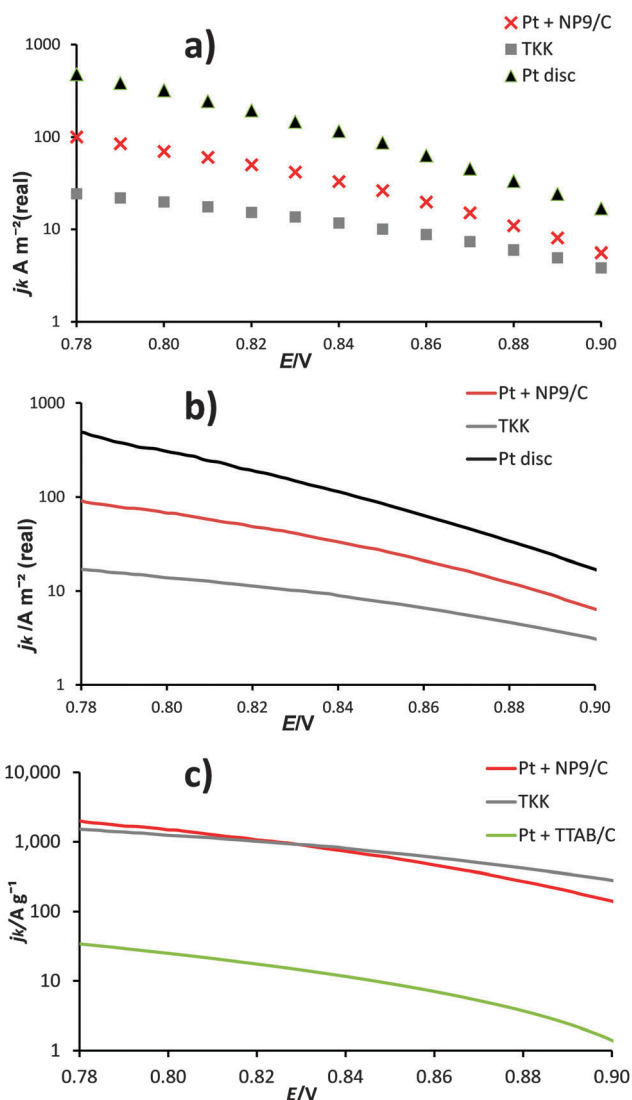 a)
Pt + NP9/C
TKK
Pt disc
1000
100
10
1
jk A m⁻²(real)
0.78 0.80 0.82 0.84 0.86 0.88 0.90
E/V
b)
Pt + NP9/C
TKK
Pt disc
1000
100
10
1
jk /A m⁻² (real)
0.78 0.80 0.82 0.84 0.86 0.88 0.90
E/V
c)
Pt + NP9/C
TKK
Pt + TTAB/C
10,000
1,000
100
10
1
jk/A g⁻¹
0.78 0.80 0.82 0.84 0.86 0.88 0.90
E/V